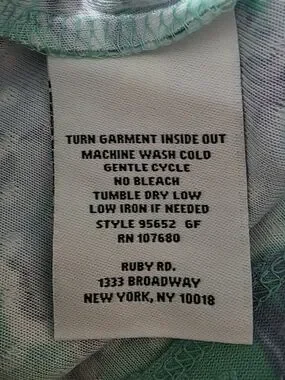 TURN GARMENT INSIDE OUT
MACHINE WASH COLD
GENTLE CYCLE
NO BLEACH
TUMBLE DRY LOW
LOW IRON IF NEEDED
STYLE 95652 GF
RN 107680
RUBY RD.
1333 BROADWAY
NEW YORK, NY 10018